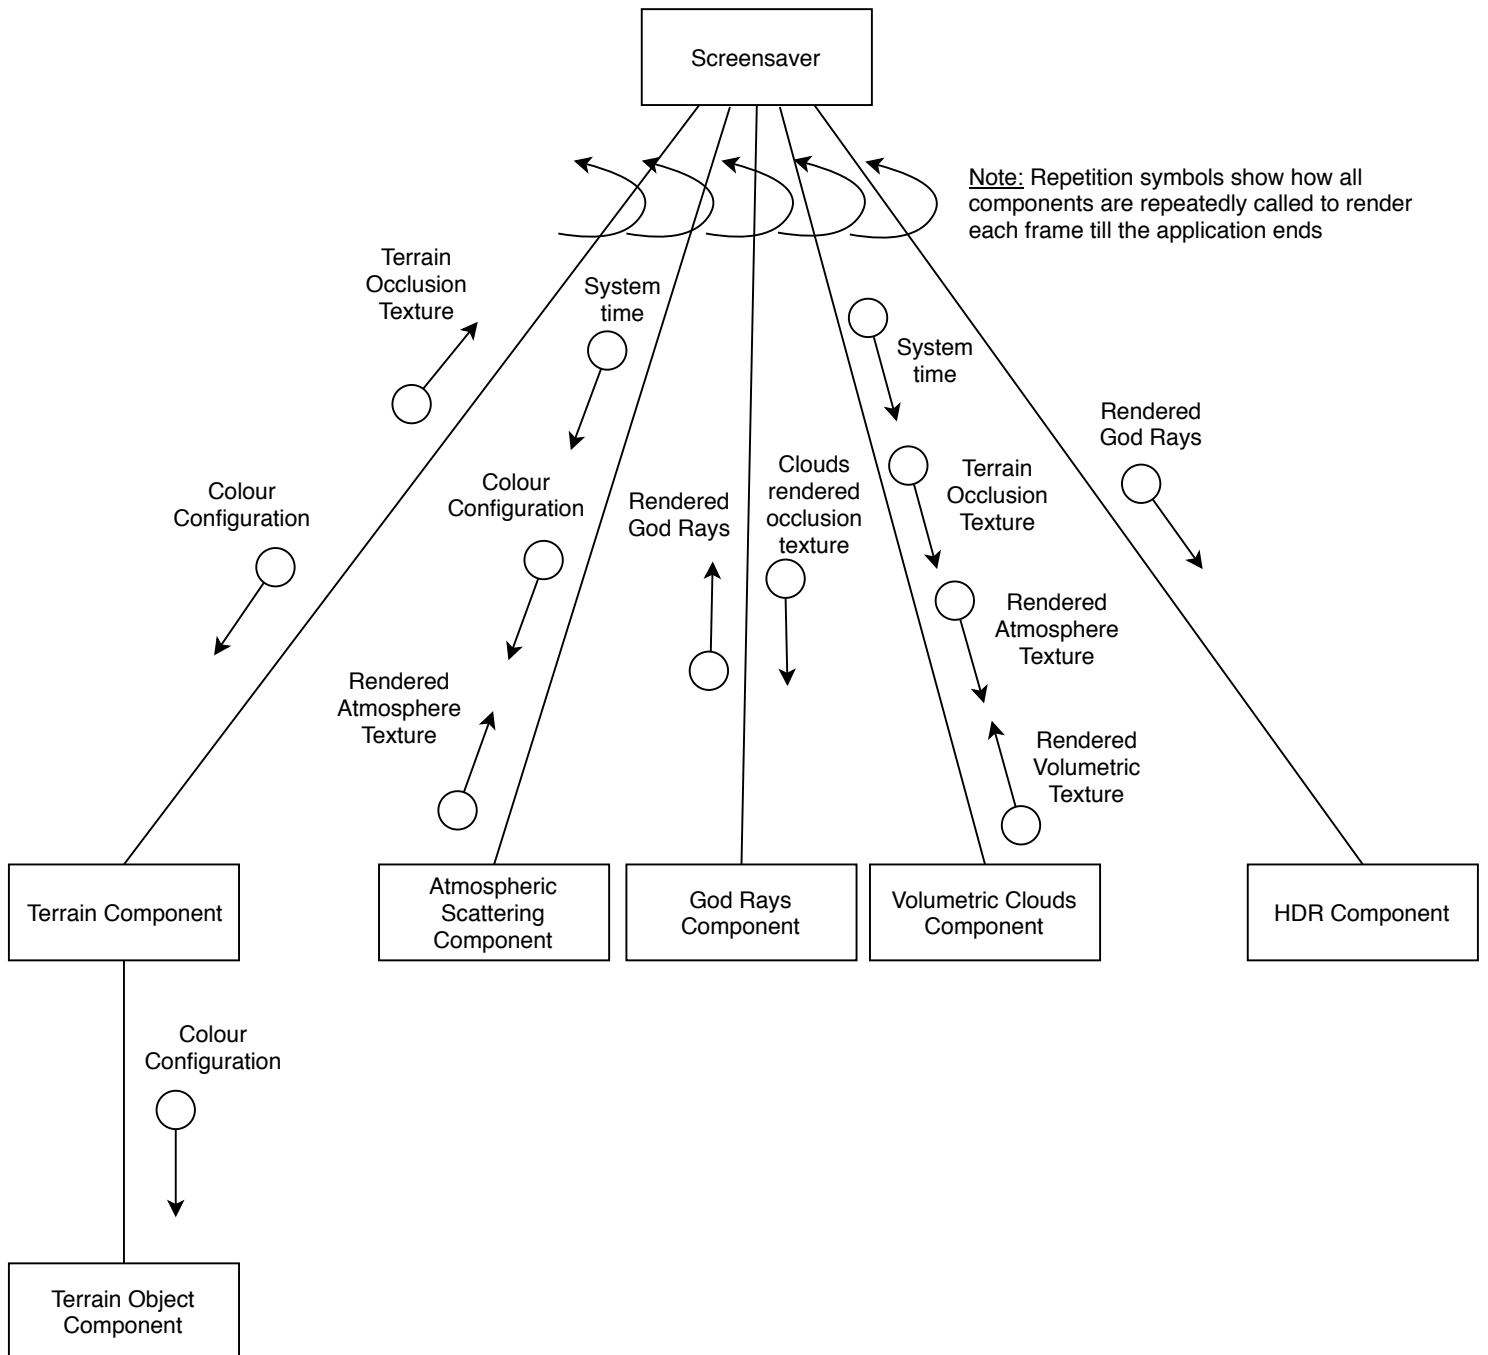 Screensaver
Note: Repetition symbols show how all
components are repeatedly called to render
each frame till the application ends
Terrain
Occlusion
Texture
System
time
System
time
Rendered
God Rays
Colour
Configuration
Colour
Configuration
Rendered
God Rays
Clouds
rendered
occlusion
texture
Terrain
Occlusion
Texture
Rendered
Atmosphere
Texture
Rendered
Atmosphere
Texture
Rendered
Volumetric
Texture
Terrain Component
Atmospheric
Scattering
Component
God Rays
Component
Volumetric Clouds
Component
HDR Component
Colour
Configuration
Terrain Object
Component